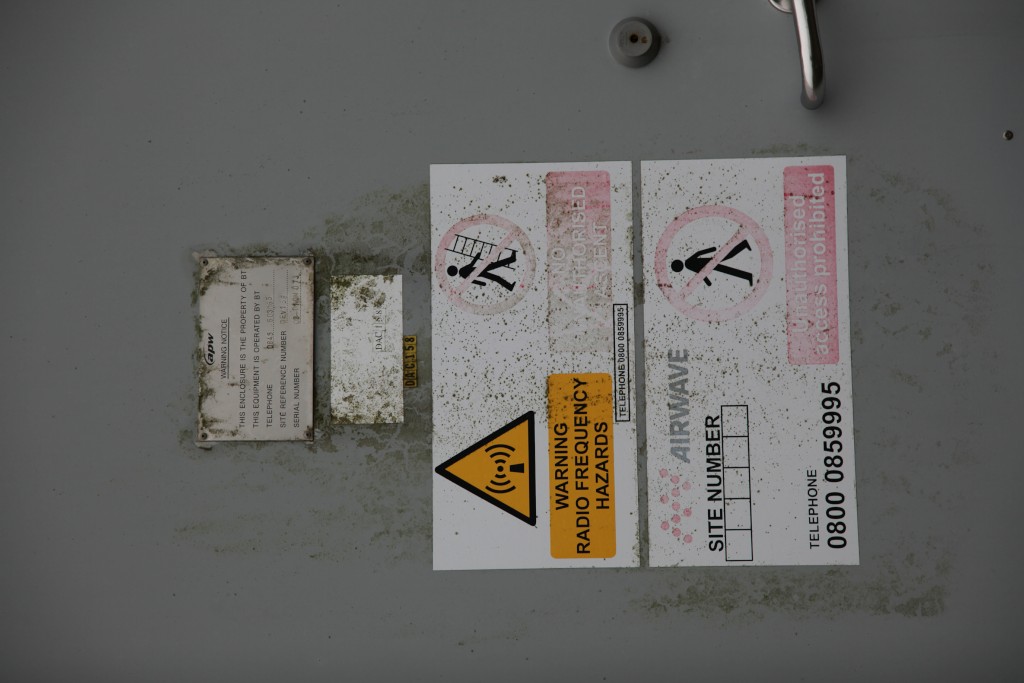 apw
WARNING NOTICE
THIS ENCLOSURE IS THE PROPERTY OF BT
THIS EQUIPMENT IS OPERATED BY BT
TELEPHONE
SITE REFERENCE NUMBER
SERIAL NUMBER
DAC158
WARNING
RADIO FREQUENCY
HAZARDS
NO
TELEPHONE 0800 0859995
AIRWAVE
SITE NUMBER
TELEPHONE
0800 0859995
Unauthorised
access prohibited